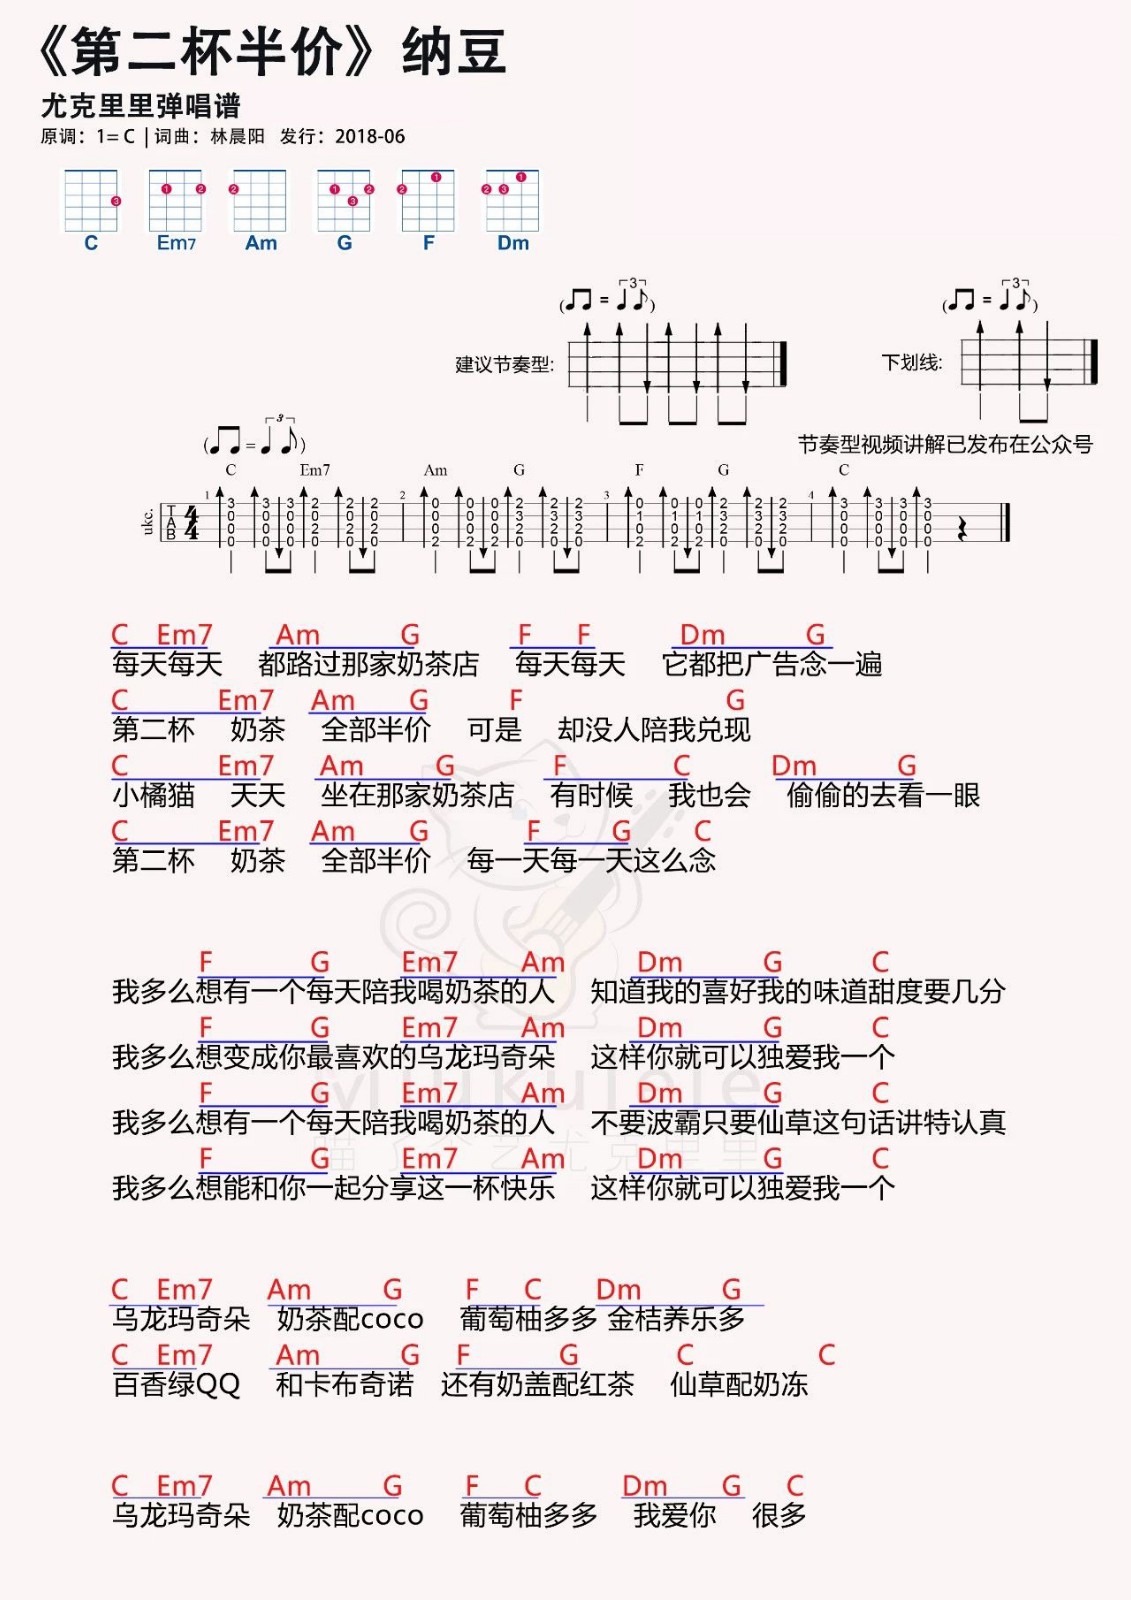 《第二杯半价》纳豆
尤克里里弹唱谱
原调：1=C | 词曲：林晨阳 发行：2018-06
C Em7 Am G F Dm
建议节奏型:
下划线:
节奏型视频讲解已发布在公众号
C Em7 Am G F G C
C Em7 Am G F F Dm G
每天每天 都路过那家奶茶店 每天每天 它都把广告念一遍
C Em7 Am G F G
第二杯 奶茶 全部半价 可是 却没人陪我兑现
C Em7 Am G F C Dm G
小橘猫 天天 坐在那家奶茶店 有时候 我也会 偷偷的去看一眼
C Em7 Am G F G C
第二杯 奶茶 全部半价 每一天每一天这么念
F G Em7 Am Dm G C
我多么想有一个每天陪我喝奶茶的人 知道我的喜好我的味道甜度要几分
F G Em7 Am Dm G C
我多么想变成你最喜欢的乌龙玛奇朵 这样你就可以独爱我一个
F G Em7 Am Dm G C
我多么想有一个每天陪我喝奶茶的人 不要波霸只要仙草这句话讲特认真
F G Em7 Am Dm G C
我多么想能和你一起分享这一杯快乐 这样你就可以独爱我一个
C Em7 Am G F C Dm G
乌龙玛奇朵 奶茶配coco 葡萄柚多多 金桔养乐多
C Em7 Am G F G C C
百香绿QQ 和卡布奇诺 还有奶盖配红茶 仙草配奶冻
C Em7 Am G F C Dm G C
乌龙玛奇朵 奶茶配coco 葡萄柚多多 我爱你 很多